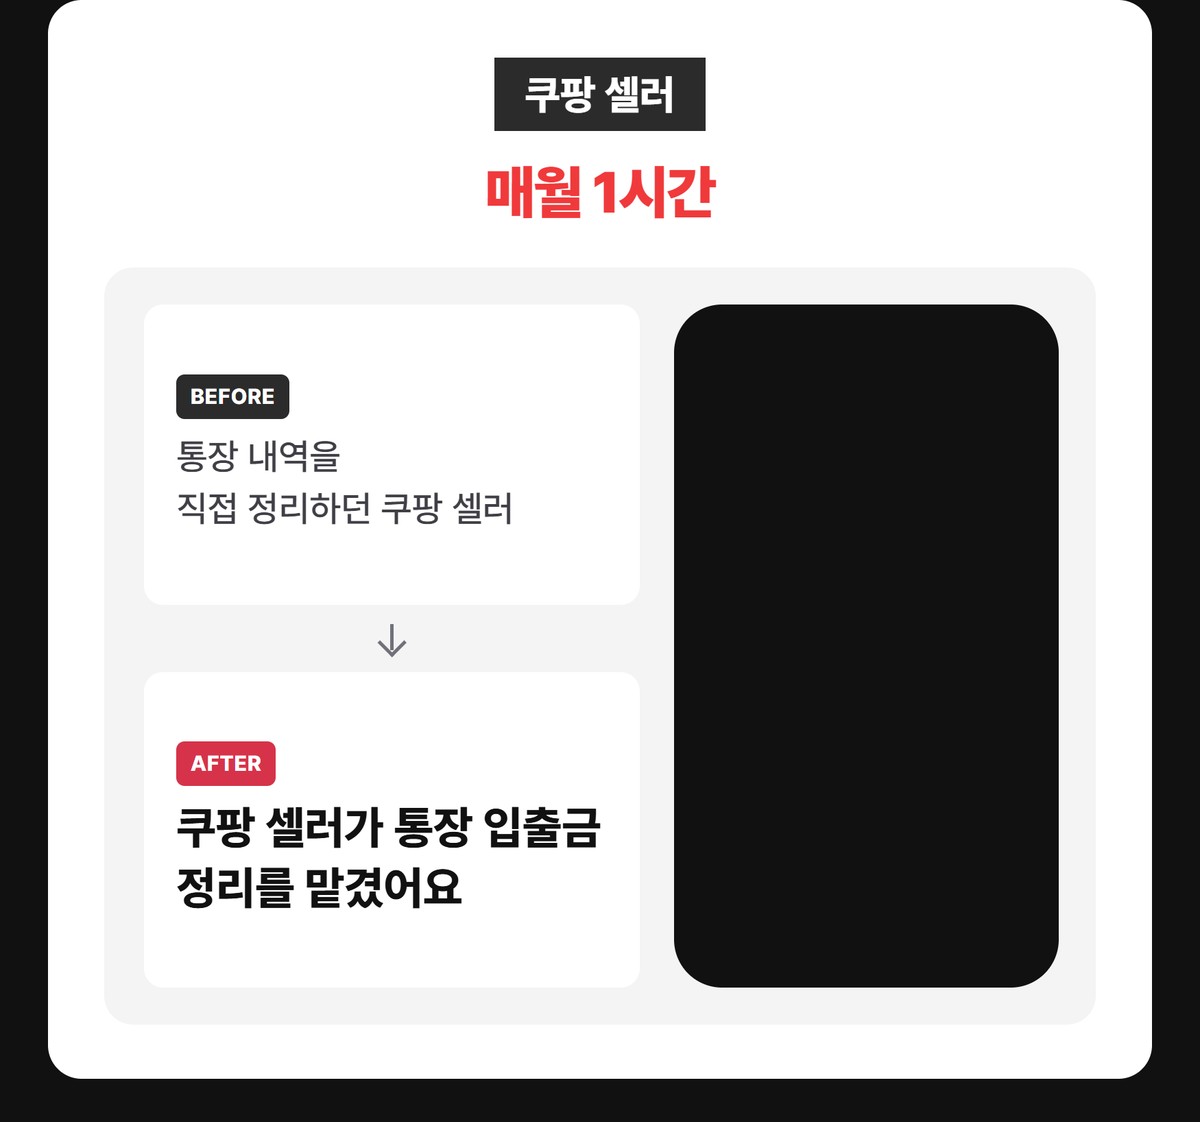 쿠팡 셀러
매월 1시간
BEFORE
통장 내역을
직접 정리하던 쿠팡 셀러
AFTER
쿠팡 셀러가 통장 입출금
정리를 맡겼어요